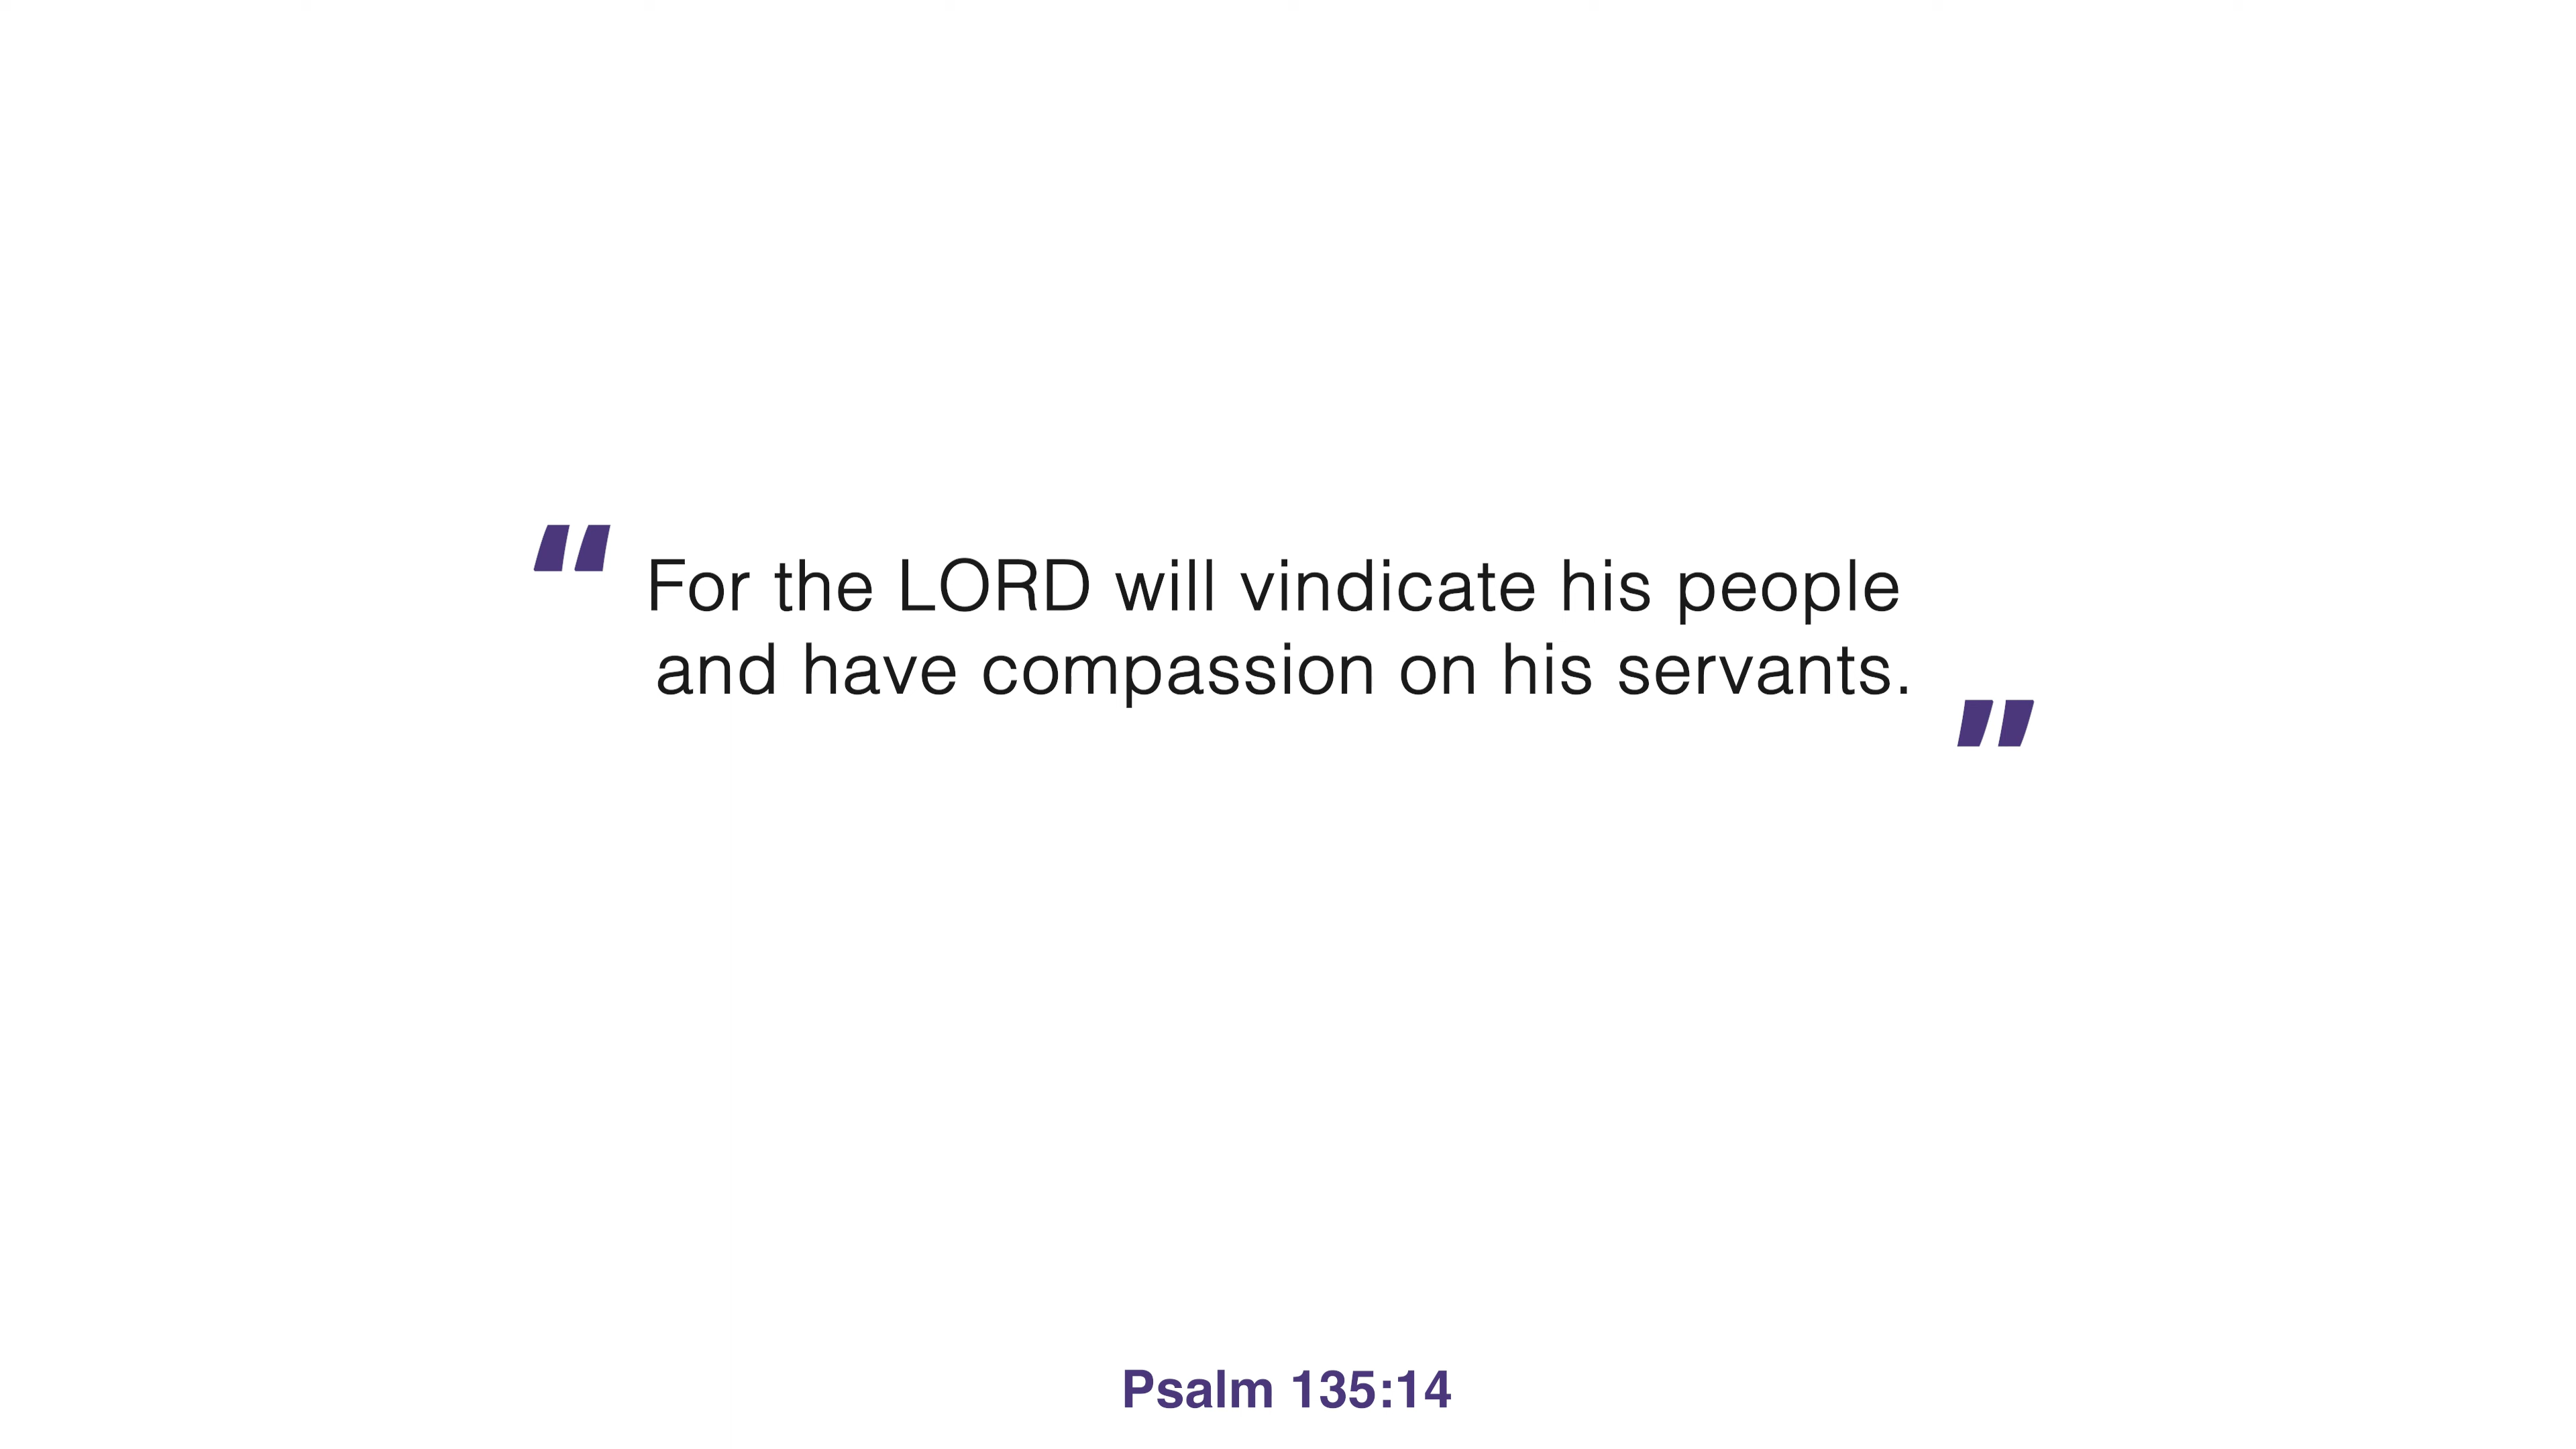 “For the LORD will vindicate his people
and have compassion on his servants.”
Psalm 135:14